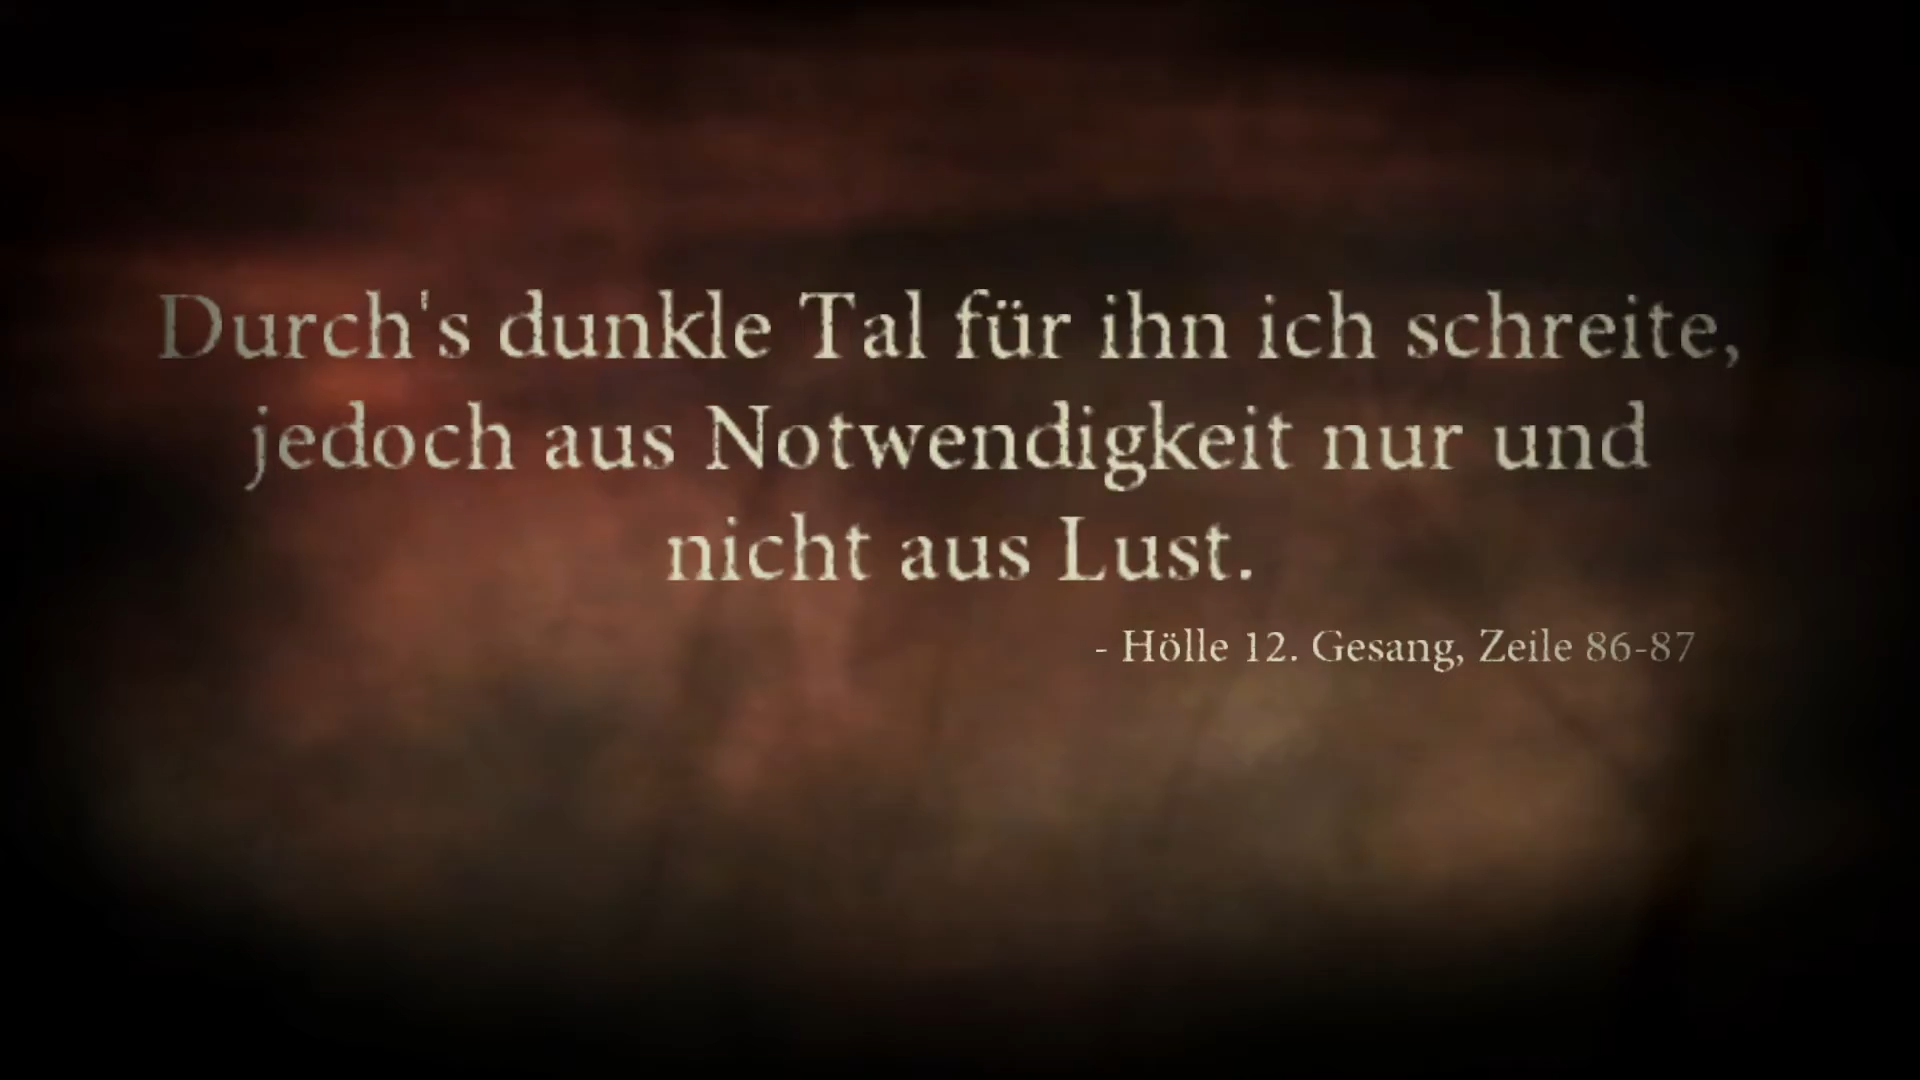 Durch's dunkle Tal für ihn ich schreite,
jedoch aus Notwendigkeit nur und
nicht aus Lust.
- Hölle 12. Gesang, Zeile 86-87